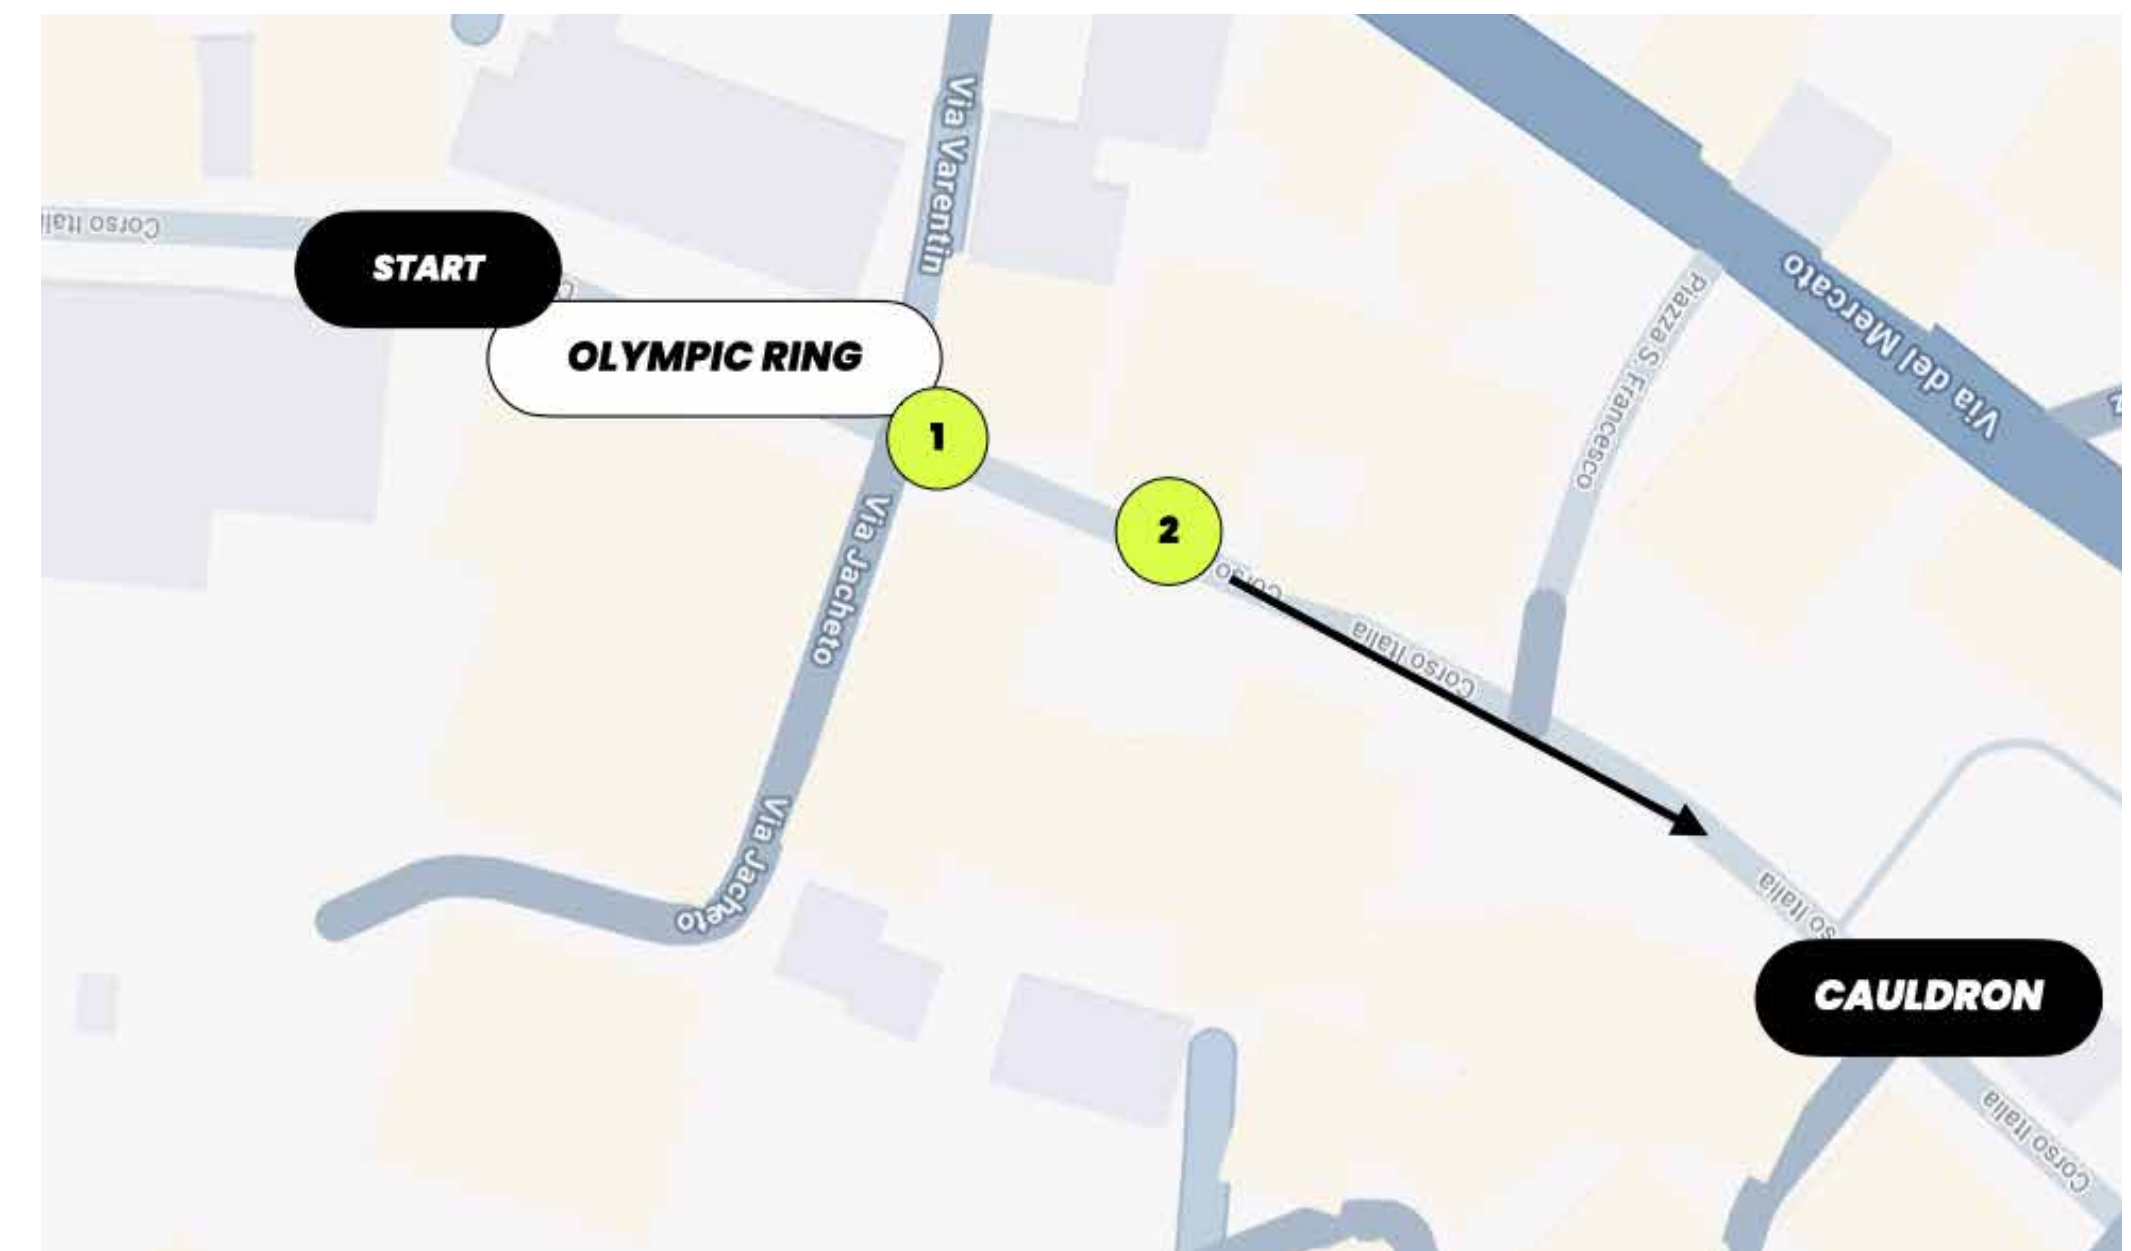 Via Varentin
Corso Itali
START
Via del Mercato
Piazza S. Francesco
OLYMPIC RING
1
Via Jacheto
2
Corso
Corso Italia
Via Jacheto
so Italia
CAULDRON
Corso Italia